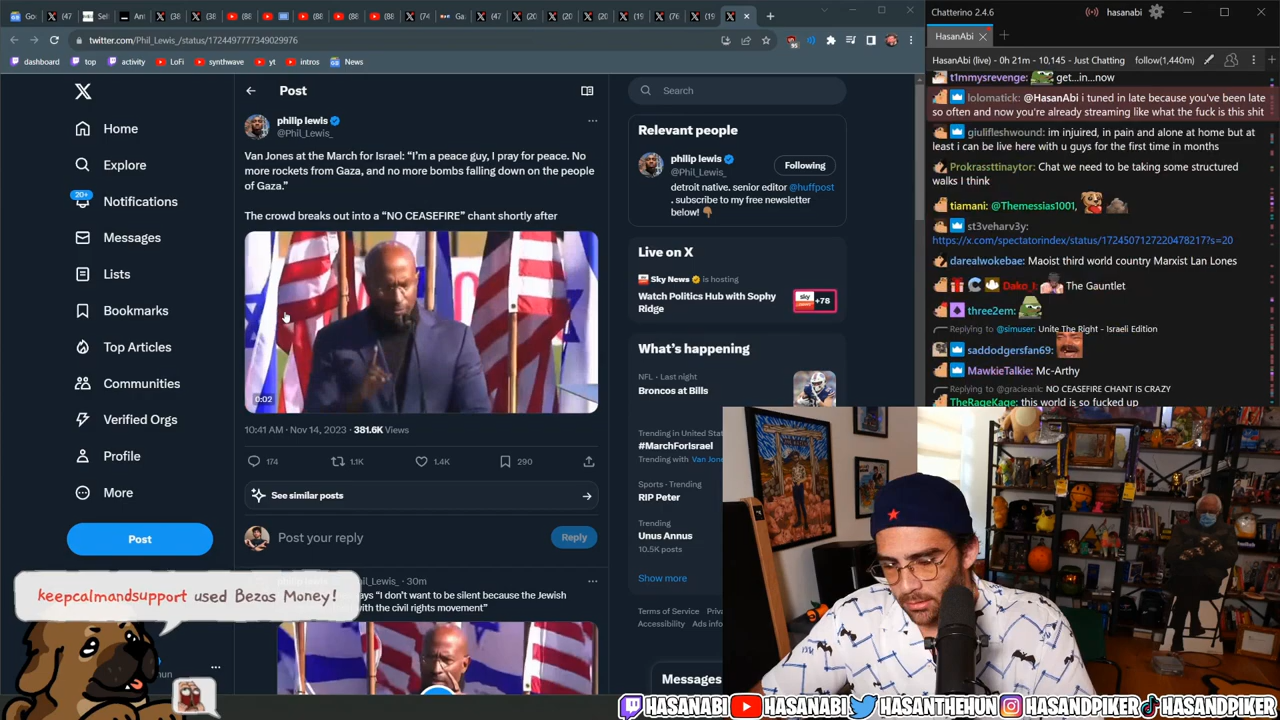 Chatterino 2.4.6
hasanabi
HasanAbi
twitter.com/Phil_Lewis_/status/1724497777349029976
dashboard
top
activity
LoFi
synthwave
yt
intros
News
HasanAbi (live) - 0h 21m - 10,145 - Just Chatting
follow(1,440m)
Home
Explore
20+
Notifications
Messages
Lists
Bookmarks
Top Articles
Communities
Verified Orgs
Profile
More
Post
Post
philip lewis
@Phil_Lewis_
Van Jones at the March for Israel: “I’m a peace guy, I pray for peace. No
more rockets from Gaza, and no more bombs falling down on the people
of Gaza.”
The crowd breaks out into a “NO CEASEFIRE” chant shortly after
0:02
10:41 AM · Nov 14, 2023 · 381.6K Views
174
1.1K
1.4K
290
See similar posts
Post your reply
Reply
_Phil_Lewis_ · 30m
says “I don’t want to be silent because the Jewish
with the civil rights movement”
Search
Relevant people
philip lewis
@Phil_Lewis_
Following
detroit native. senior editor @huffpost
. subscribe to my free newsletter
below!
Live on X
Sky News is hosting
Watch Politics Hub with Sophy
Ridge
sky
+78
What’s happening
NFL · Last night
Broncos at Bills
Trending in United Sta
#MarchForIsrael
Trending with Van Jone
Sports · Trending
RIP Peter
Trending
Unus Annus
10.5K posts
Show more
Terms of Service
Accessibility
Ads info
Messages
t1mmysrevenge: get...in...now
lolomatick: @HasanAbi i tuned in late because you've been late
so often and now you're already streaming like what the fuck is this shit
giulifleshwound: im injured, in pain and alone at home but at
least i can be live here with u guys for the first time in months
Prokrassttinaytor: Chat we need to be taking some structured
walks I think
tiamani: @Themessias1001,
st3veharv3y:
https://x.com/spectatorindex/status/1724507127220478217?s=20
darealwokebae: Maoist third world country Marxist Lan Lones
Dako_I: The Gauntlet
three2em:
Replying to @simuser: Unite The Right - Israeli Edition
saddodgersfan69:
MawkieTalkie: Mc-Arthy
Replying to @gracieank: NO CEASEFIRE CHANT IS CRAZY
TheRageKage: this world is so fucked up
keepcalmandsupport used Bezos Money!
HASANABI
HASANABI
HASANTHEHUN
HASANDPIKER
HASANDPIKER